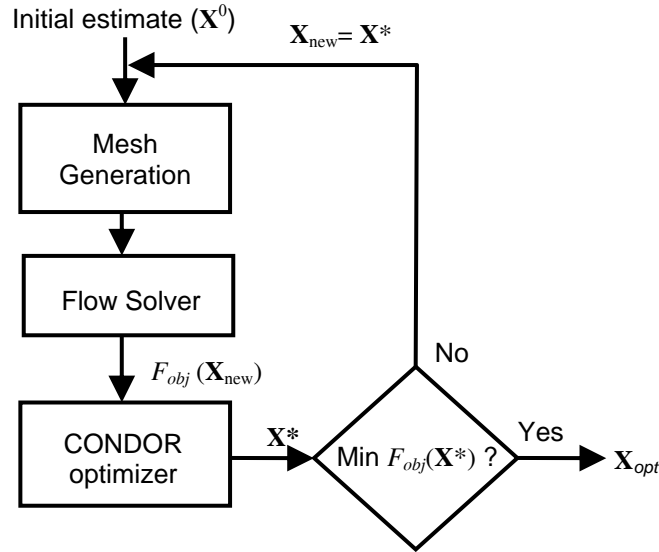 Initial estimate (X⁰)
X_new = X*
Mesh
Generation
Flow Solver
F_obj (X_new)
No
CONDOR
optimizer
X*
Min F_obj(X*) ?
Yes
X_opt